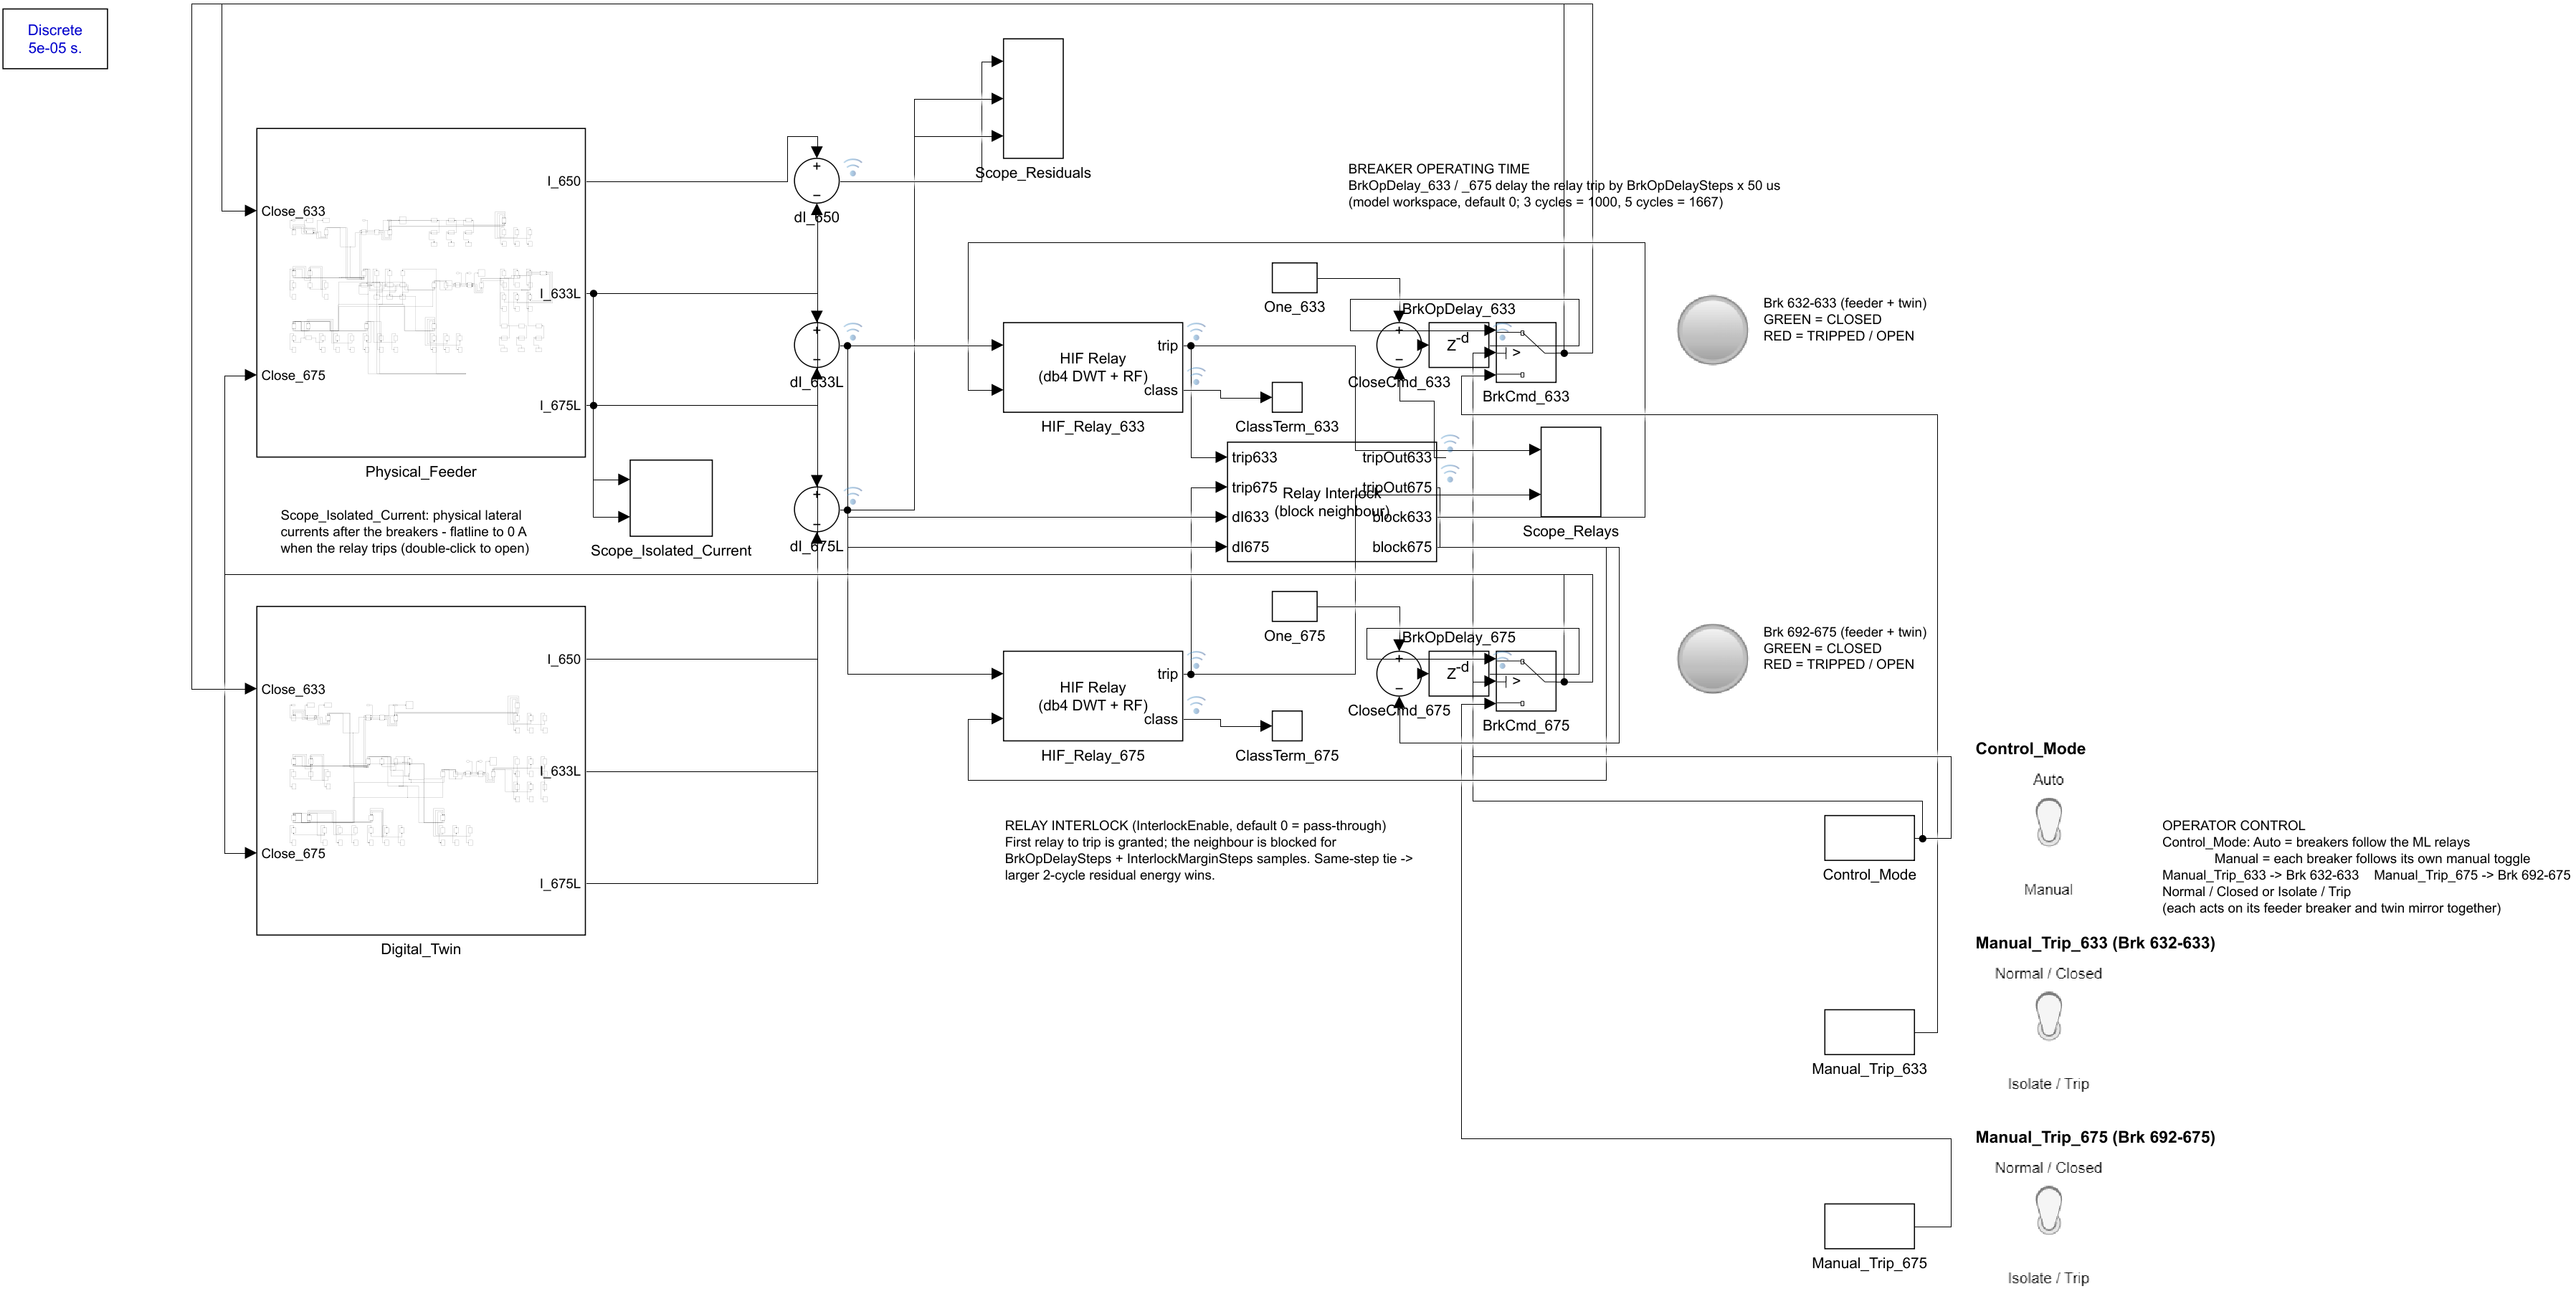 Discrete
5e-05 s.
Scope_Residuals
I_650
+
−
dI_650
BREAKER OPERATING TIME
BrkOpDelay_633 / _675 delay the relay trip by BrkOpDelaySteps x 50 us
(model workspace, default 0; 3 cycles = 1000, 5 cycles = 1667)
Close_633
I_633L
Close_675
I_675L
Physical_Feeder
+
−
dI_633L
HIF Relay
(db4 DWT + RF)
trip
class
HIF_Relay_633
One_633
ClassTerm_633
BrkOpDelay_633
+
−
CloseCmd_633
Z-d
>
BrkCmd_633
Brk 632-633 (feeder + twin)
GREEN = CLOSED
RED = TRIPPED / OPEN
Scope_Isolated_Current: physical lateral
currents after the breakers - flatline to 0 A
when the relay trips (double-click to open)
Scope_Isolated_Current
+
−
dI_675L
trip633
trip675
dI633
dI675
Relay Interlock
(block neighbour)
tripOut633
tripOut675
block633
block675
Scope_Relays
I_650
Close_633
I_633L
Close_675
I_675L
Digital_Twin
HIF Relay
(db4 DWT + RF)
trip
class
HIF_Relay_675
One_675
ClassTerm_675
BrkOpDelay_675
+
−
CloseCmd_675
Z-d
>
BrkCmd_675
Brk 692-675 (feeder + twin)
GREEN = CLOSED
RED = TRIPPED / OPEN
RELAY INTERLOCK (InterlockEnable, default 0 = pass-through)
First relay to trip is granted; the neighbour is blocked for
BrkOpDelaySteps + InterlockMarginSteps samples. Same-step tie ->
larger 2-cycle residual energy wins.
Control_Mode
Control_Mode
Auto
Manual
OPERATOR CONTROL
Control_Mode: Auto = breakers follow the ML relays
Manual = each breaker follows its own manual toggle
Manual_Trip_633 -> Brk 632-633    Manual_Trip_675 -> Brk 692-675
Normal / Closed or Isolate / Trip
(each acts on its feeder breaker and twin mirror together)
Manual_Trip_633 (Brk 632-633)
Normal / Closed
Isolate / Trip
Manual_Trip_633
Manual_Trip_675 (Brk 692-675)
Normal / Closed
Isolate / Trip
Manual_Trip_675